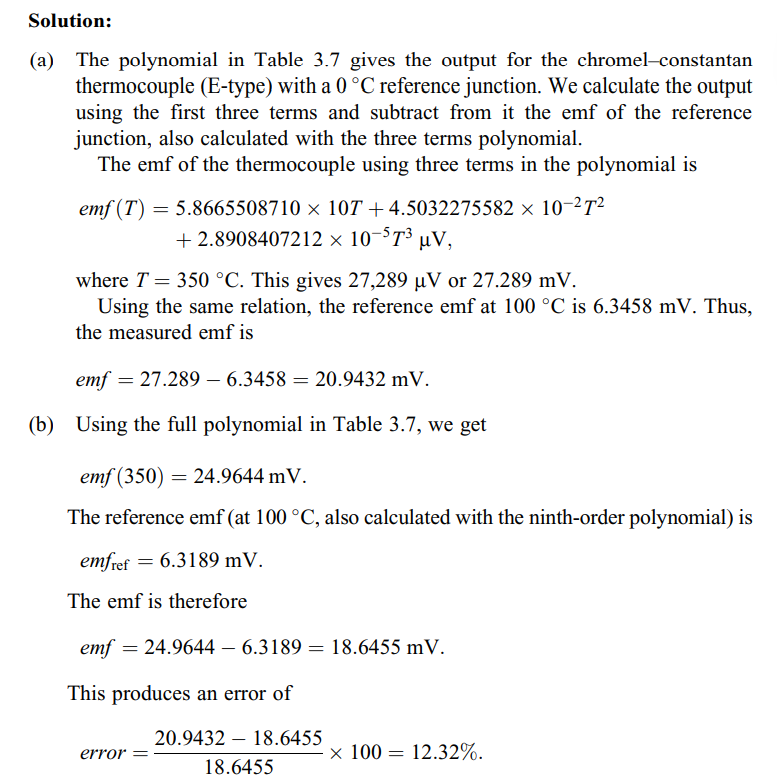 Solution:
(a) The polynomial in Table 3.7 gives the output for the chromel–constantan
thermocouple (E-type) with a 0 °C reference junction. We calculate the output
using the first three terms and subtract from it the emf of the reference
junction, also calculated with the three terms polynomial.
The emf of the thermocouple using three terms in the polynomial is
emf(T) = 5.8665508710 × 10T + 4.5032275582 × 10⁻²T²
+ 2.8908407212 × 10⁻⁵T³ μV,
where T = 350 °C. This gives 27,289 μV or 27.289 mV.
Using the same relation, the reference emf at 100 °C is 6.3458 mV. Thus,
the measured emf is
emf = 27.289 − 6.3458 = 20.9432 mV.
(b) Using the full polynomial in Table 3.7, we get
emf(350) = 24.9644 mV.
The reference emf (at 100 °C, also calculated with the ninth-order polynomial) is
emf_ref = 6.3189 mV.
The emf is therefore
emf = 24.9644 − 6.3189 = 18.6455 mV.
This produces an error of
error = (20.9432 − 18.6455) / 18.6455 × 100 = 12.32%.